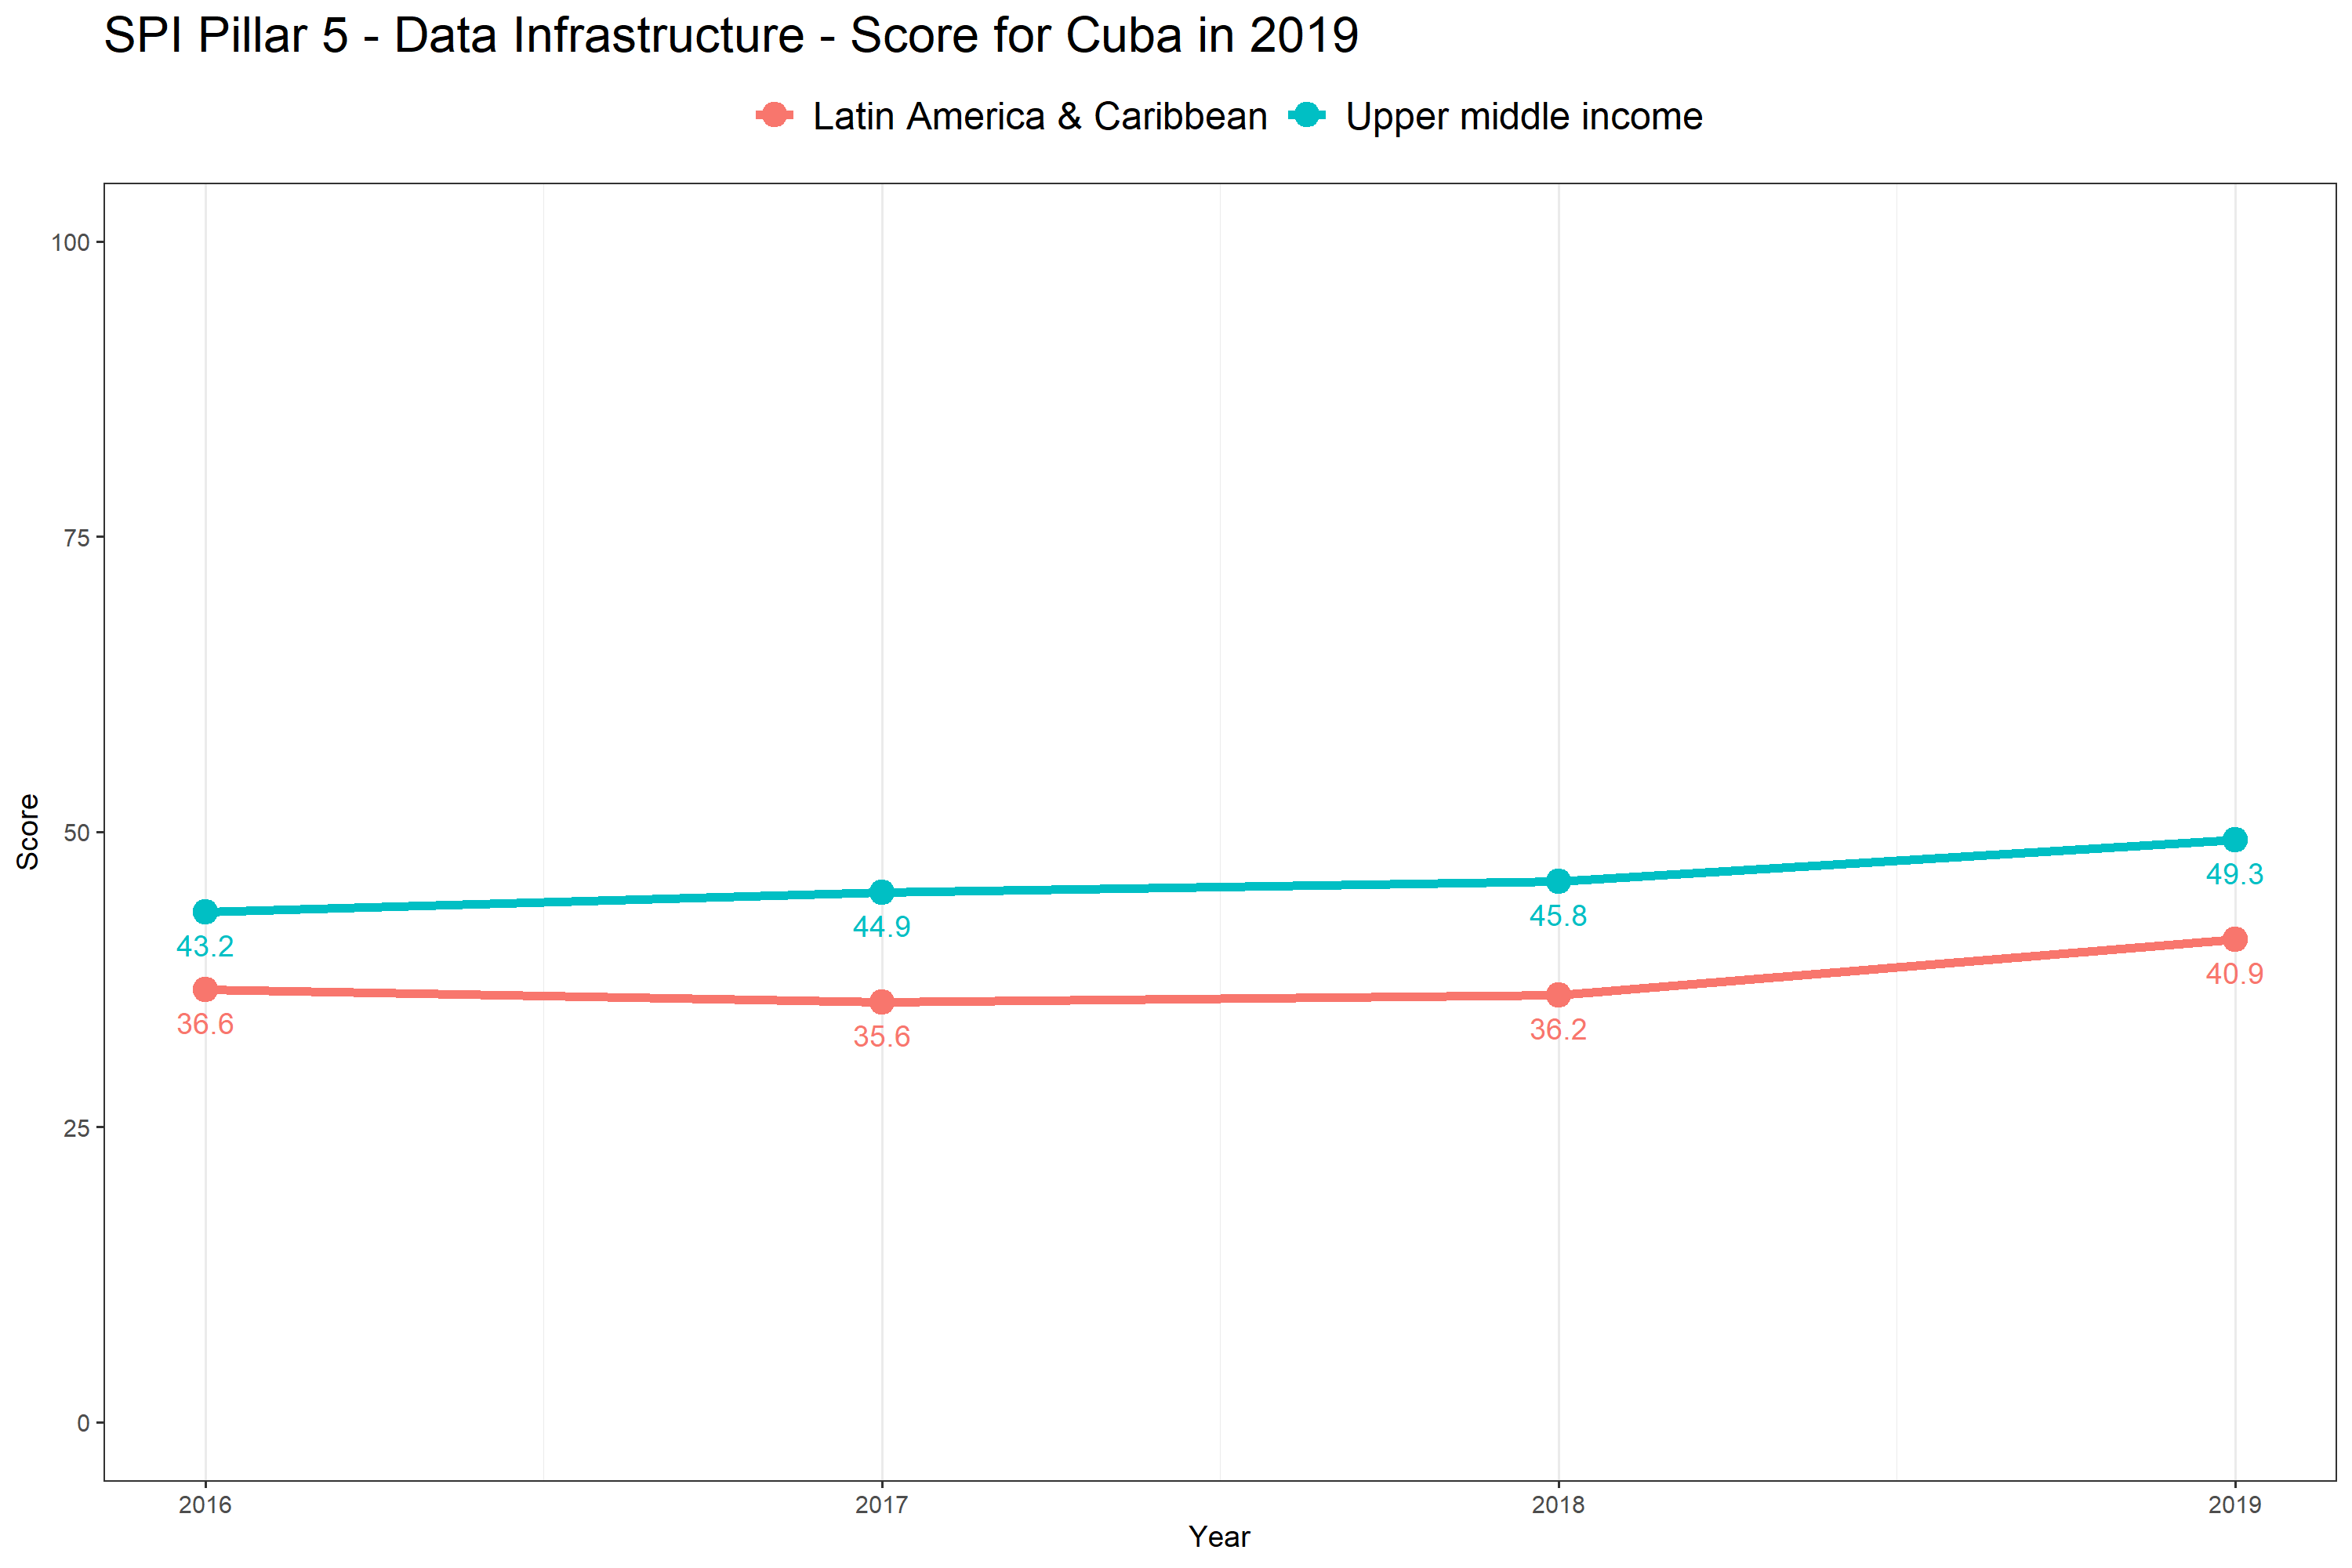 SPI Pillar 5 - Data Infrastructure - Score for Cuba in 2019
Latin America & Caribbean Upper middle income
100
75
50
25
0
Score
43.2
44.9
45.8
49.3
36.6
35.6
36.2
40.9
2016 2017 2018 2019
Year